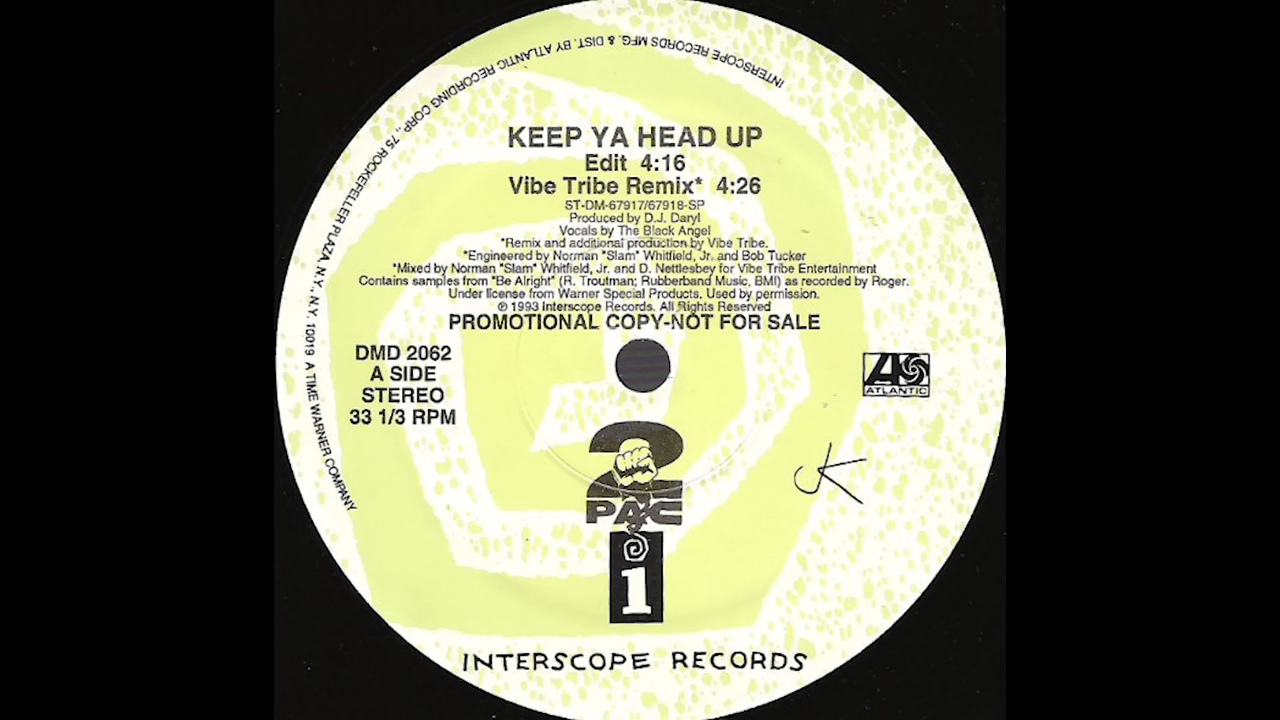 INTERSCOPE RECORDS MFG. & DIST. BY ATLANTIC RECORDING CORP., 75 ROCKEFELLER PLAZA, N.Y., N.Y. 10019 A TIME WARNER COMPANY
KEEP YA HEAD UP
Edit 4:16
Vibe Tribe Remix* 4:26
ST-DM-67917/67918-SP
Produced by D.J. Daryl
Vocals by The Black Angel
*Remix and additional production by Vibe Tribe.
*Engineered by Norman "Slam" Whitfield, Jr. and Bob Tucker
*Mixed by Norman "Slam" Whitfield, Jr. and D. Nettlesbey for Vibe Tribe Entertainment
Contains samples from "Be Alright" (R. Troutman; Rubberband Music, BMI) as recorded by Roger.
Under license from Warner Special Products. Used by permission.
℗ 1993 Interscope Records. All Rights Reserved
PROMOTIONAL COPY-NOT FOR SALE
DMD 2062
A SIDE
STEREO
33 1/3 RPM
A
ATLANTIC
CK
2
PAC
i
INTERSCOPE RECORDS